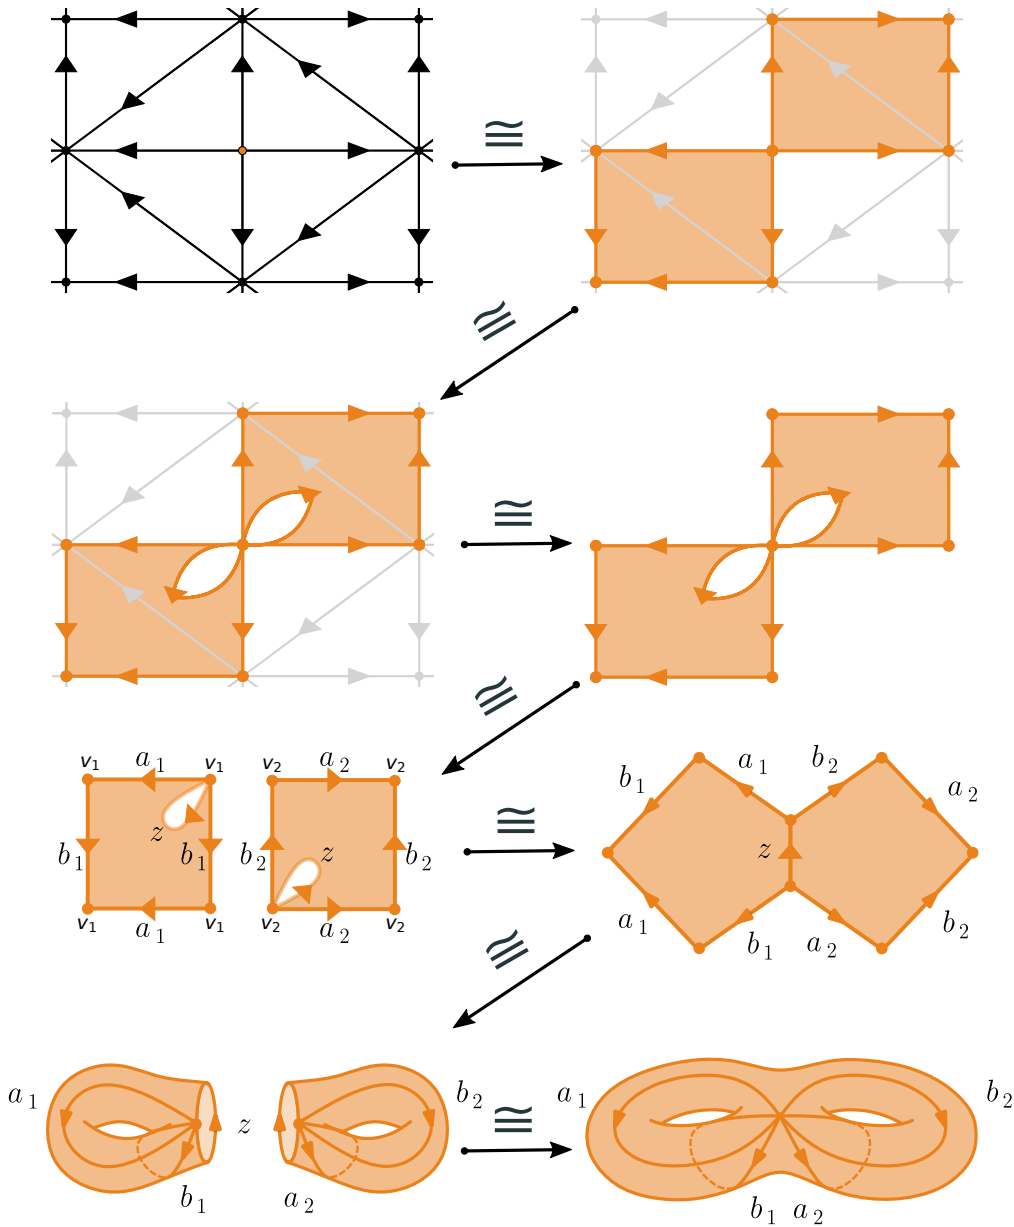 ≅
≅
≅
≅
v₁ a₁ v₁ v₂ a₂ v₂
z z
b₁ b₁ b₂ b₂
v₁ a₁ v₁ v₂ a₂ v₂
≅
b₁ a₁ b₂ a₂
z
a₁ b₁ a₂ b₂
≅
a₁ z b₂
b₁ a₂
≅
a₁ b₂
b₁ a₂